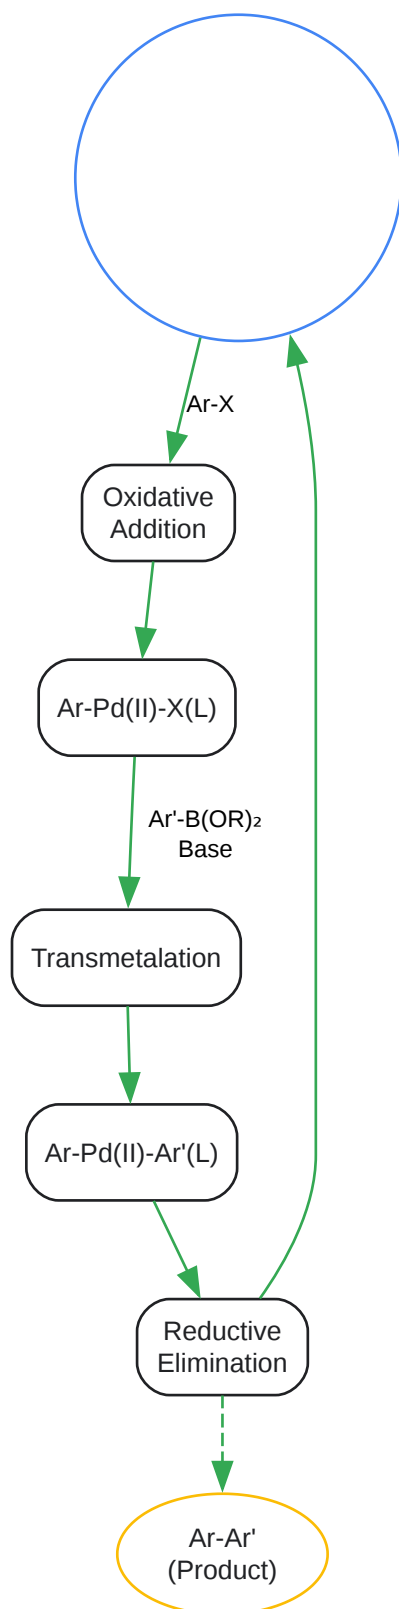 Ar-X
Oxidative
Addition
Ar-Pd(II)-X(L)
Ar'-B(OR)₂
Base
Transmetalation
Ar-Pd(II)-Ar'(L)
Reductive
Elimination
Ar-Ar'
(Product)